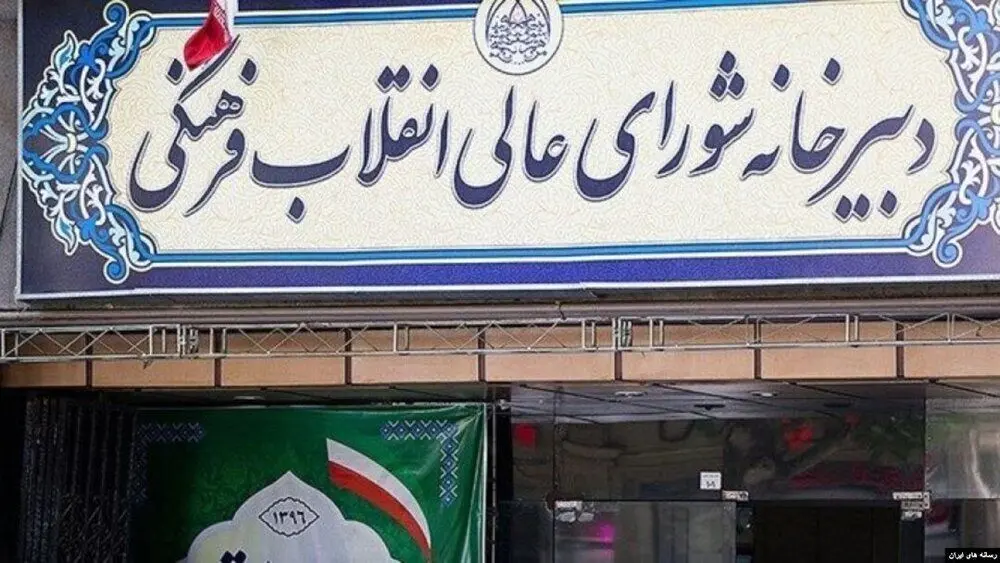 دبیرخانه شورای عالی انقلاب فرهنگی
۱۳۹۶
رسانه های ایران